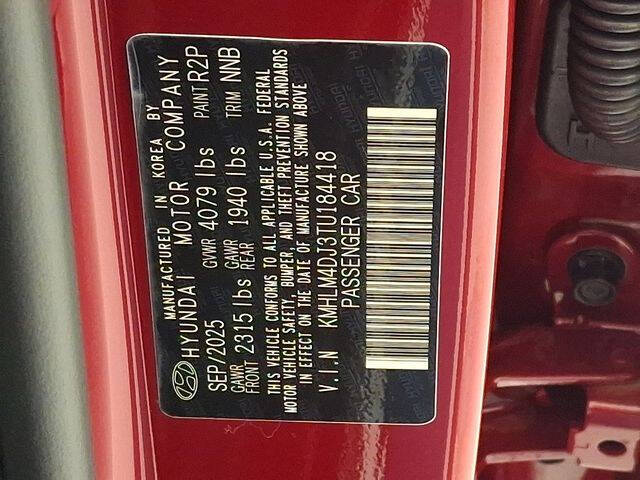 MANUFACTURED IN KOREA BY
HYUNDAI MOTOR COMPANY
SEP/2025 GVWR 4079 lbs PAINT R2P
GAWR FRONT 2315 lbs GAWR REAR 1940 lbs TRIM NNB
THIS VEHICLE CONFORMS TO ALL APPLICABLE U.S.A. FEDERAL
MOTOR VEHICLE SAFETY, BUMPER, AND THEFT PREVENTION STANDARDS
IN EFFECT ON THE DATE OF MANUFACTURE SHOWN ABOVE
V.I.N KMHLM4DJ3TU184418
PASSENGER CAR